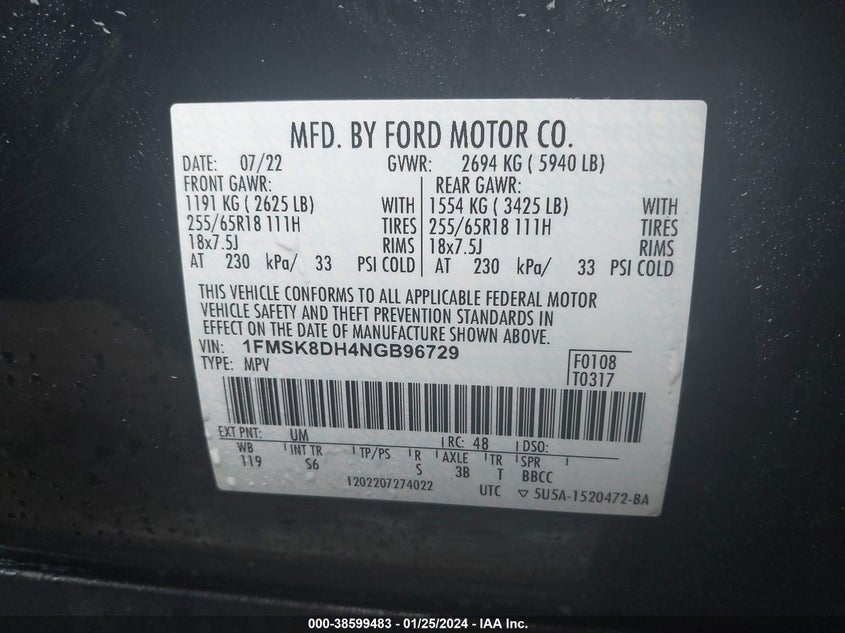 MFD. BY FORD MOTOR CO.
DATE: 07/22 GVWR: 2694 KG ( 5940 LB)
FRONT GAWR: REAR GAWR:
1191 KG ( 2625 LB) WITH 1554 KG ( 3425 LB) WITH
255/65R18 111H TIRES 255/65R18 111H TIRES
18x7.5J RIMS 18x7.5J RIMS
AT 230 kPa/ 33 PSI COLD AT 230 kPa/ 33 PSI COLD
THIS VEHICLE CONFORMS TO ALL APPLICABLE FEDERAL MOTOR
VEHICLE SAFETY AND THEFT PREVENTION STANDARDS IN
EFFECT ON THE DATE OF MANUFACTURE SHOWN ABOVE.
VIN: 1FMSK8DH4NGB96729 F0108
TYPE: MPV T0317
EXT PNT: UM RC: 48 DSO:
WB INT TR TP/PS R AXLE TR SPR
119 S6 S 3B T BBCC
1202207274022 UTC ▽ 5U5A-1520472-BA
000-38599483 - 01/25/2024 - IAA Inc.